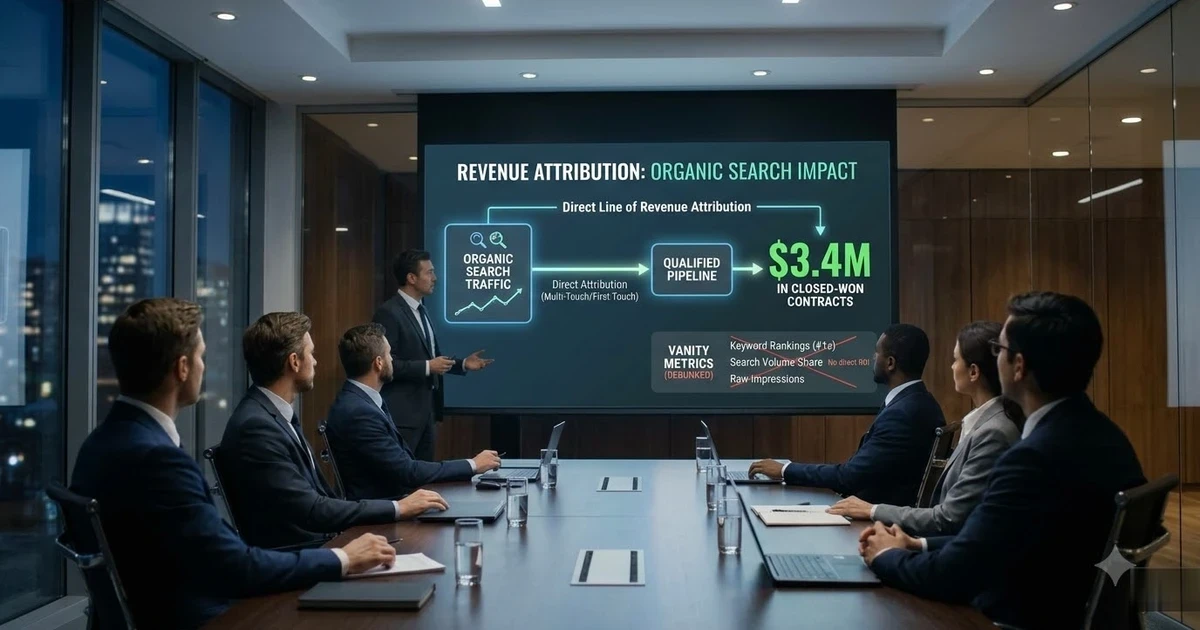 REVENUE ATTRIBUTION: ORGANIC SEARCH IMPACT
Direct Line of Revenue Attribution
ORGANIC
SEARCH
TRAFFIC
Direct Attribution
(Multi-Touch/First Touch)
QUALIFIED
PIPELINE
$3.4M
IN CLOSED-WON
CONTRACTS
VANITY
METRICS
(DEBUNKED)
Keyword Rankings
Search Volume Share No direct
Raw Impressions